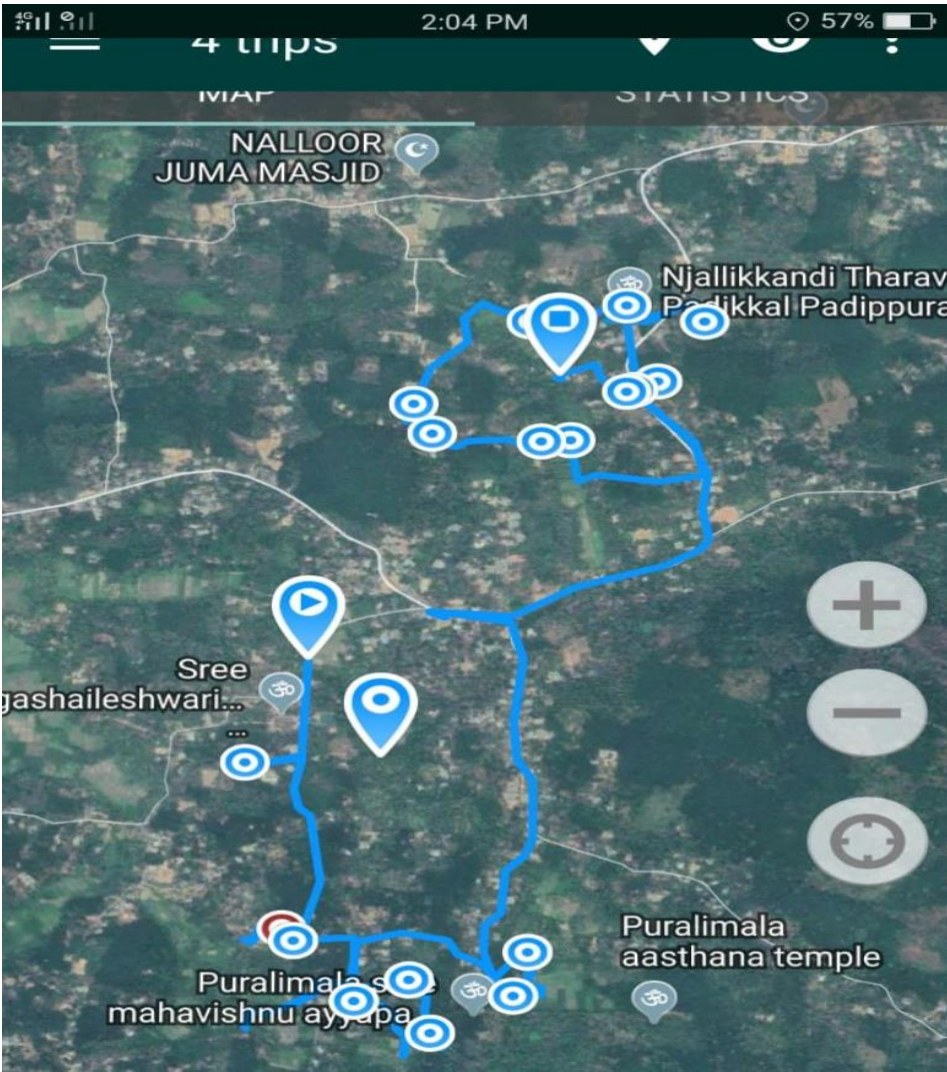 4G
2:04 PM
57%
4 trips
MAP
STATISTICS
NALLOOR
JUMA MASJID
Njallikkandi Tharav
Padikkal Padippura
Sree
gashaileshwari...
...
Puralimala
aasthana temple
Puralimala
mahavishnu ayyapa